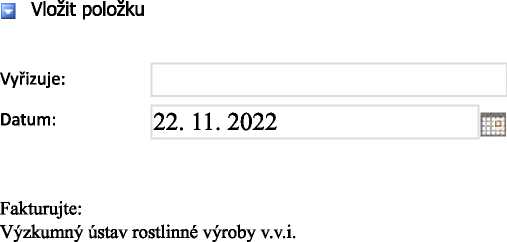 Vložit položku
Vyřizuje:
Datum: 22. 11. 2022
Fakturujte:
Výzkumný ústav rostlinné výroby v.v.i.